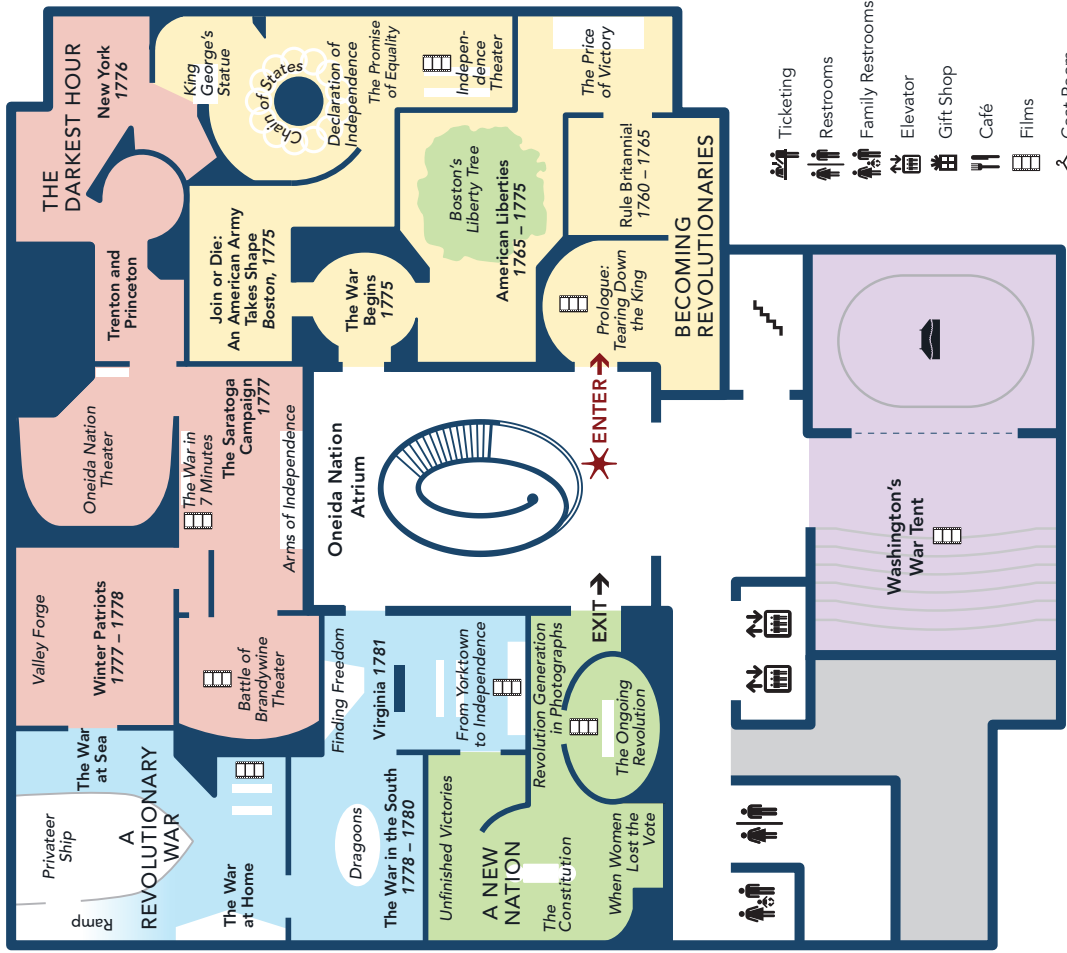 THE
DARKEST HOUR
New York
1776
Trenton and
Princeton
Oneida Nation
Theater
The War in
7 Minutes
The Saratoga
Campaign
1777
Arms of Independence
Valley Forge
Winter Patriots
1777 – 1778
Battle of
Brandywine
Theater
Privateer
Ship
Ramp
The War
at Sea
A
REVOLUTIONARY
WAR
The War
at Home
Finding Freedom
Virginia 1781
Dragoons
The War in the South
1778 – 1780
From Yorktown
to Independence
Unfinished Victories
A NEW
NATION
The
Constitution
When Women
Lost the
Vote
Revolution Generation
in Photographs
The Ongoing
Revolution
EXIT
Oneida Nation
Atrium
ENTER
King
George's
Statue
Chain of States
Declaration of
Independence
The Promise
of Equality
Indepen-
dence
Theater
The Price
of Victory
Join or Die:
An American Army
Takes Shape
Boston, 1775
The War
Begins
1775
Boston's
Liberty Tree
American Liberties
1765 – 1775
Rule Britannia!
1760 – 1765
Prologue:
Tearing Down
the King
BECOMING
REVOLUTIONARIES
Washington's
War Tent
Ticketing
Restrooms
Family Restrooms
Elevator
Gift Shop
Café
Films
Coat Room